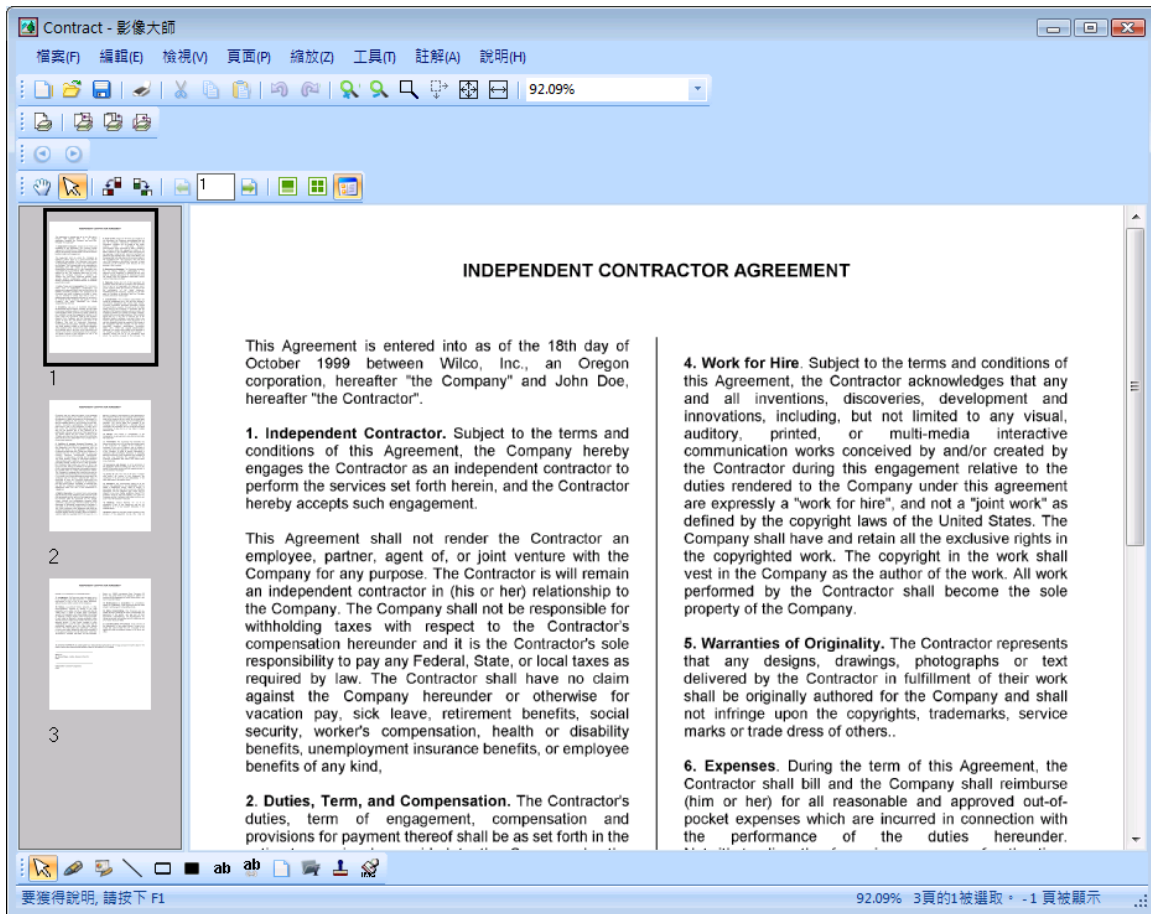 Contract - 影像大師
檔案(F) 編輯(E) 檢視(V) 頁面(P) 縮放(Z) 工具(T) 註解(A) 說明(H)
92.09%
1
1
2
3
INDEPENDENT CONTRACTOR AGREEMENT
This Agreement is entered into as of the 18th day of
October 1999 between Wilco, Inc., an Oregon
corporation, hereafter "the Company" and John Doe,
hereafter "the Contractor".
1. Independent Contractor. Subject to the terms and
conditions of this Agreement, the Company hereby
engages the Contractor as an independent contractor to
perform the services set forth herein, and the Contractor
hereby accepts such engagement.
This Agreement shall not render the Contractor an
employee, partner, agent of, or joint venture with the
Company for any purpose. The Contractor is will remain
an independent contractor in (his or her) relationship to
the Company. The Company shall not be responsible for
withholding taxes with respect to the Contractor's
compensation hereunder and it is the Contractor's sole
responsibility to pay any Federal, State, or local taxes as
required by law. The Contractor shall have no claim
against the Company hereunder or otherwise for
vacation pay, sick leave, retirement benefits, social
security, worker's compensation, health or disability
benefits, unemployment insurance benefits, or employee
benefits of any kind,
2. Duties, Term, and Compensation. The Contractor's
duties, term of engagement, compensation and
provisions for payment thereof shall be as set forth in the
4. Work for Hire. Subject to the terms and conditions of
this Agreement, the Contractor acknowledges that any
and all inventions, discoveries, development and
innovations, including, but not limited to any visual,
auditory, printed, or multi-media interactive
communication works conceived by and/or created by
the Contractor during this engagement relative to the
duties rendered to the Company under this agreement
are expressly a "work for hire", and not a "joint work" as
defined by the copyright laws of the United States. The
Company shall have and retain all the exclusive rights in
the copyrighted work. The copyright in the work shall
vest in the Company as the author of the work. All work
performed by the Contractor shall become the sole
property of the Company.
5. Warranties of Originality. The Contractor represents
that any designs, drawings, photographs or text
delivered by the Contractor in fulfillment of their work
shall be originally authored for the Company and shall
not infringe upon the copyrights, trademarks, service
marks or trade dress of others..
6. Expenses. During the term of this Agreement, the
Contractor shall bill and the Company shall reimburse
(him or her) for all reasonable and approved out-of-
pocket expenses which are incurred in connection with
the performance of the duties hereunder.
ab ab
要獲得說明, 請按下 F1
92.09% 3頁的1被選取。 - 1 頁被顯示